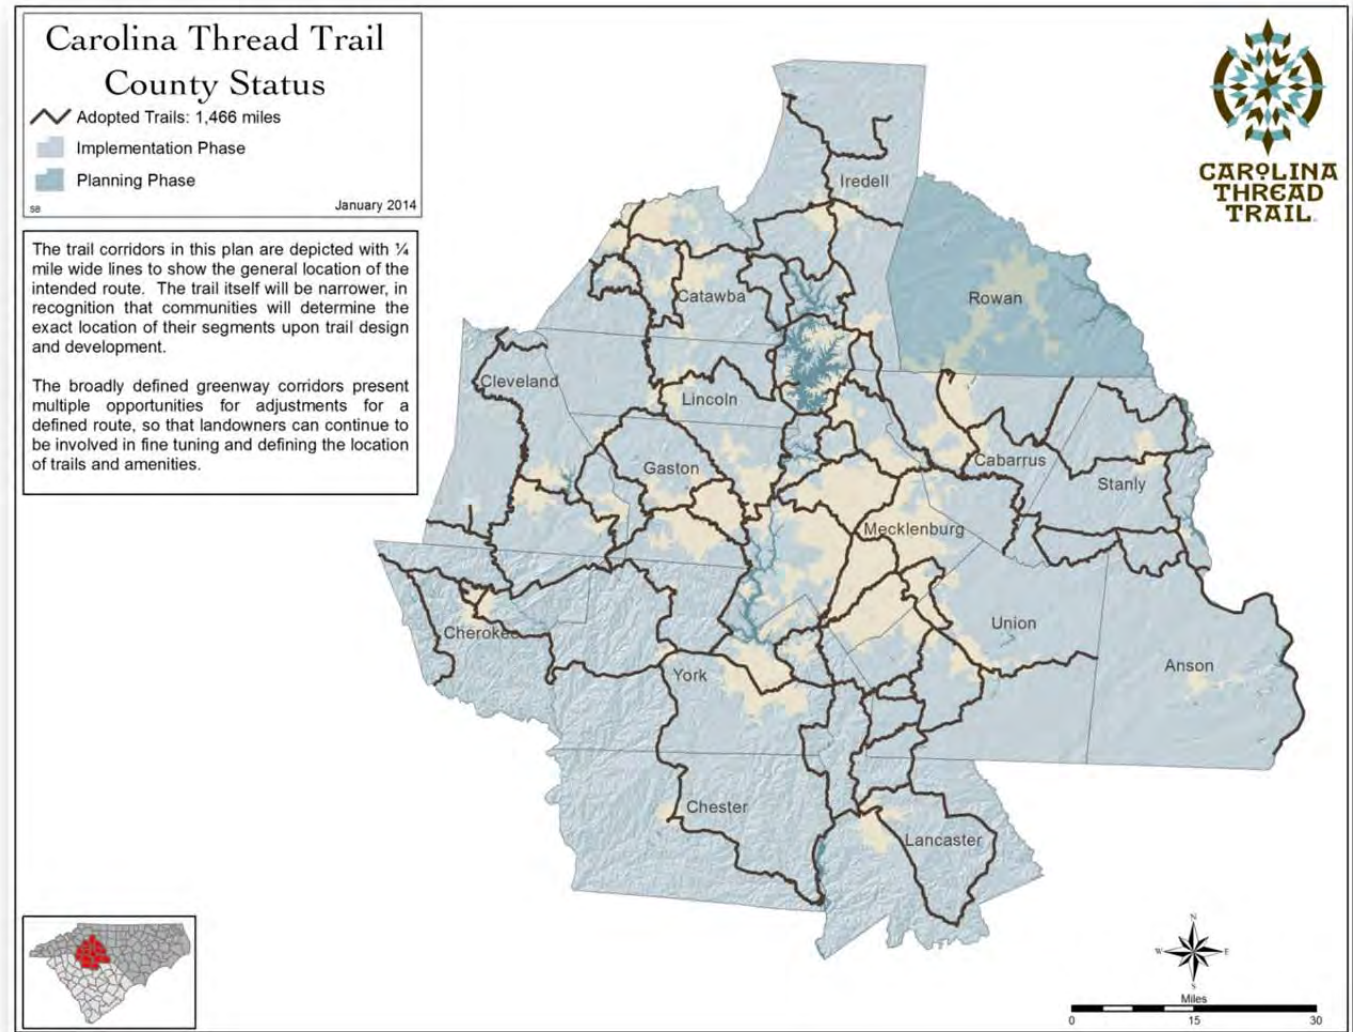 Carolina Thread Trail
County Status
Adopted Trails: 1,466 miles
Implementation Phase
Planning Phase
SB
January 2014
The trail corridors in this plan are depicted with ¼
mile wide lines to show the general location of the
intended route. The trail itself will be narrower, in
recognition that communities will determine the
exact location of their segments upon trail design
and development.
The broadly defined greenway corridors present
multiple opportunities for adjustments for a
defined route, so that landowners can continue to
be involved in fine tuning and defining the location
of trails and amenities.
CAROLINA
THREAD
TRAIL
Iredell
Rowan
Catawba
Cleveland
Lincoln
Gaston
Cabarrus
Stanly
Mecklenburg
Cherokee
York
Union
Anson
Chester
Lancaster
N
W
E
S
Miles
0
15
30